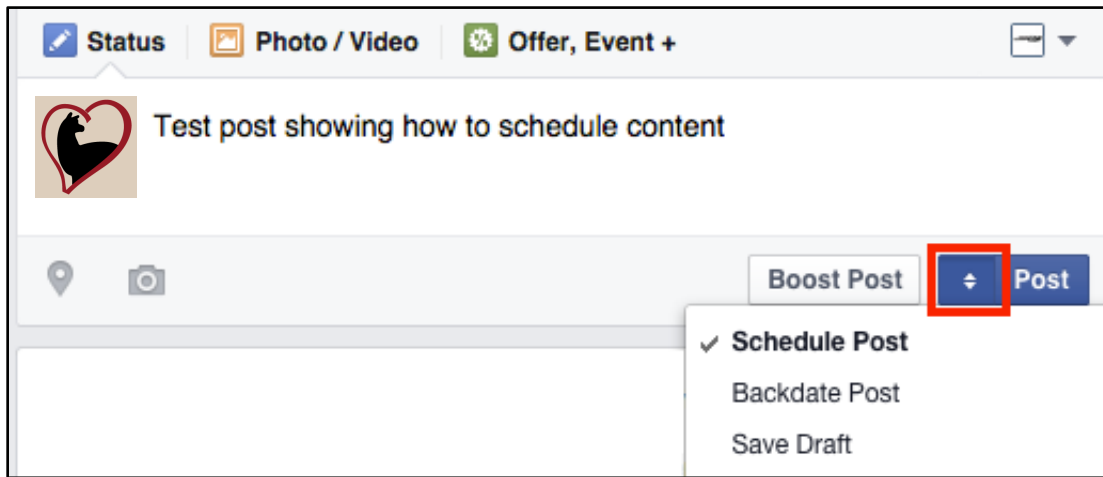 Status Photo / Video Offer, Event +
Test post showing how to schedule content
Boost Post Post
Schedule Post
Backdate Post
Save Draft